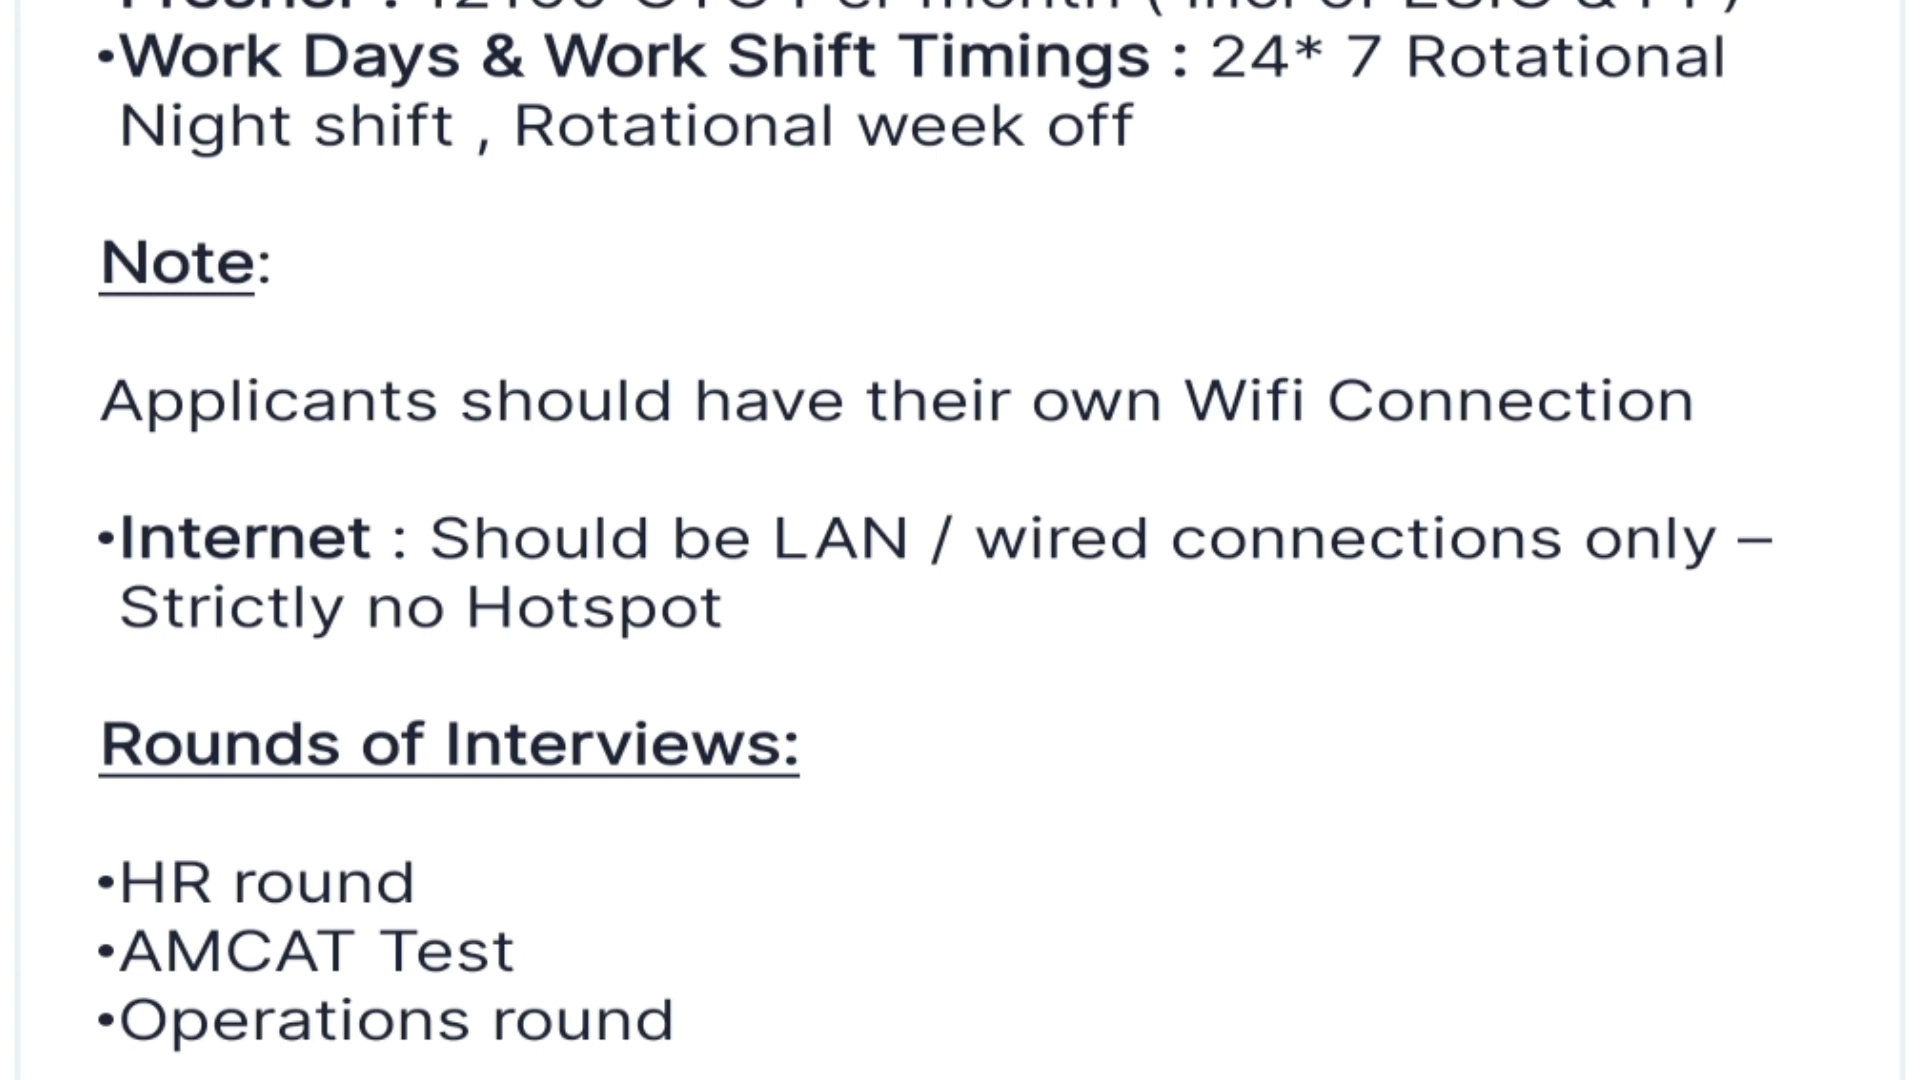 •Work Days & Work Shift Timings : 24* 7 Rotational
Night shift , Rotational week off
Note:
Applicants should have their own Wifi Connection
•Internet : Should be LAN / wired connections only –
Strictly no Hotspot
Rounds of Interviews:
•HR round
•AMCAT Test
•Operations round